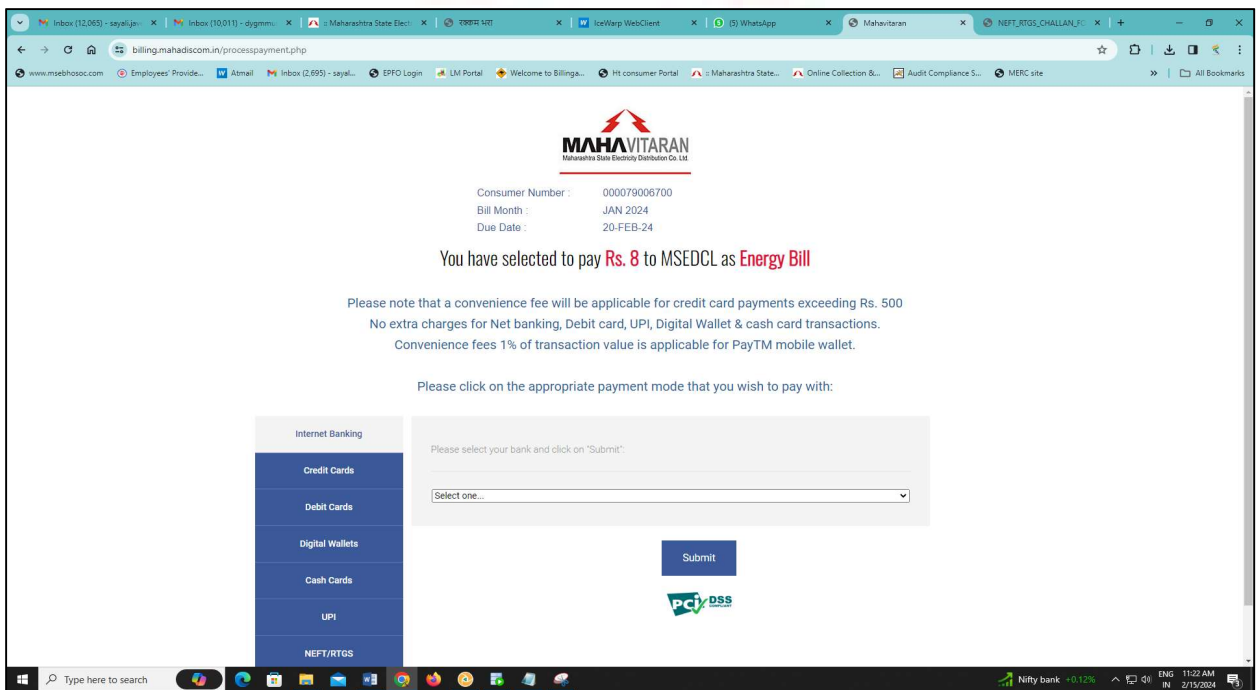 Inbox (12,065) - sayali.javi
Inbox (10,011) - dygmmu
:: Maharashtra State Elect
रक्कम भरा
IceWarp WebClient
(5) WhatsApp
Mahavitaran
NEFT_RTGS_CHALLAN_FO
billing.mahadiscom.in/processpayment.php
www.msebhosoc.com
Employees' Provide...
Atmail
Inbox (2,695) - sayal...
EPFO Login
LM Portal
Welcome to Billinga...
Ht consumer Portal
:: Maharashtra State...
Online Collection &...
Audit Compliance S...
MERC site
All Bookmarks
MAHAVITARAN
Maharashtra State Electricity Distribution Co. Ltd.
Consumer Number : 000079006700
Bill Month : JAN 2024
Due Date : 20-FEB-24
You have selected to pay Rs. 8 to MSEDCL as Energy Bill
Please note that a convenience fee will be applicable for credit card payments exceeding Rs. 500
No extra charges for Net banking, Debit card, UPI, Digital Wallet & cash card transactions.
Convenience fees 1% of transaction value is applicable for PayTM mobile wallet.
Please click on the appropriate payment mode that you wish to pay with:
Internet Banking
Credit Cards
Debit Cards
Digital Wallets
Cash Cards
UPI
NEFT/RTGS
Please select your bank and click on "Submit":
Select one...
Submit
PCI DSS
COMPLIANT
Type here to search
Nifty bank +0.12%
ENG
IN
11:22 AM
2/15/2024